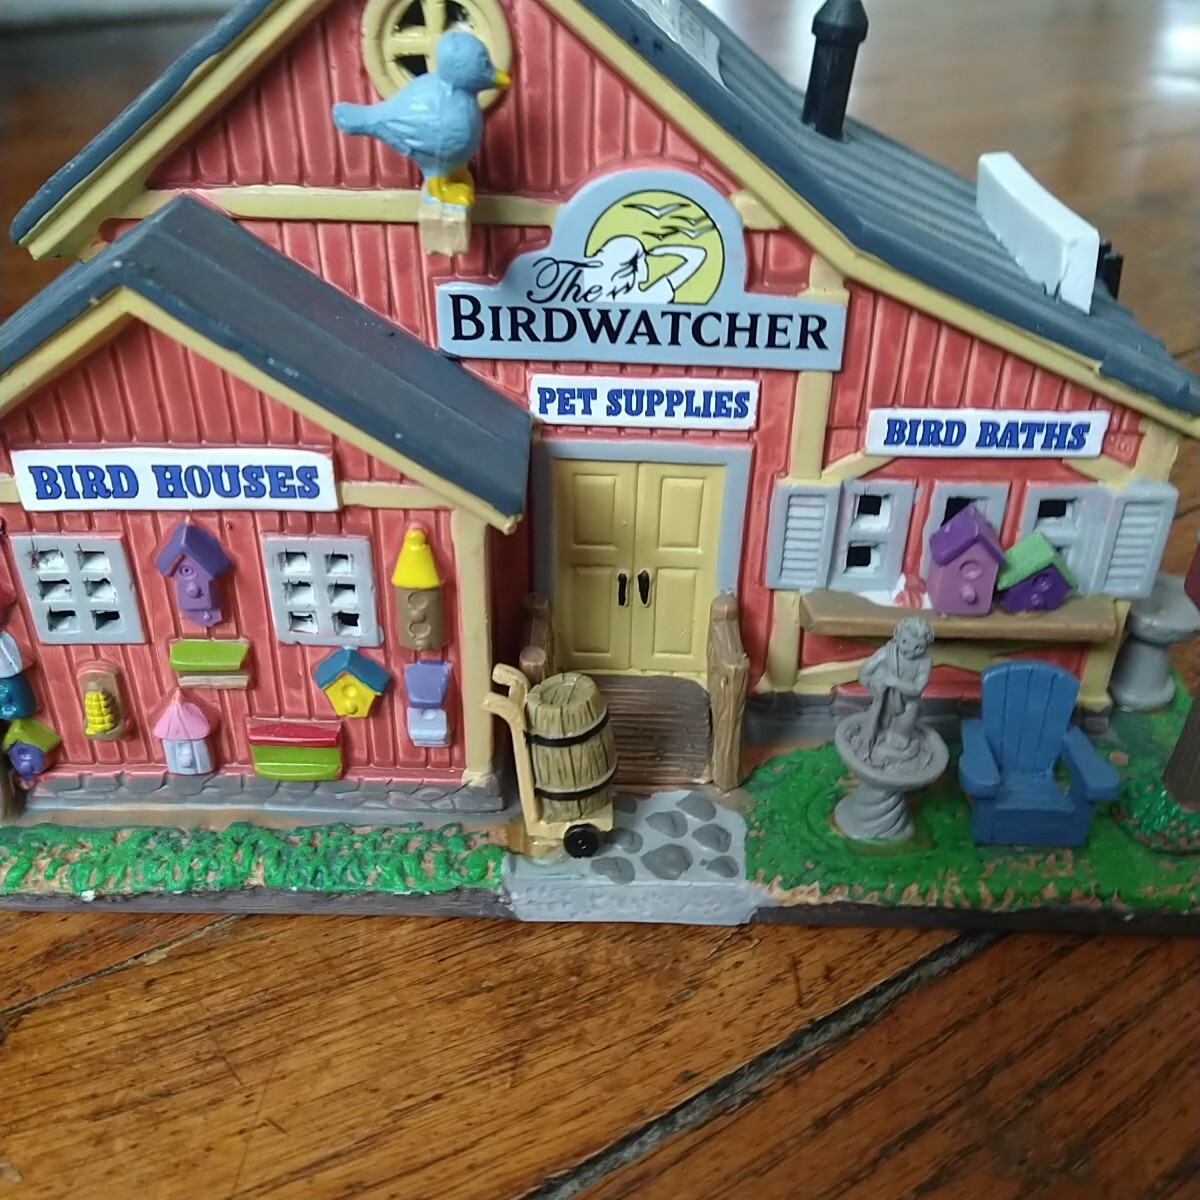 The
BIRDWATCHER
PET SUPPLIES
BIRD BATHS
BIRD HOUSES